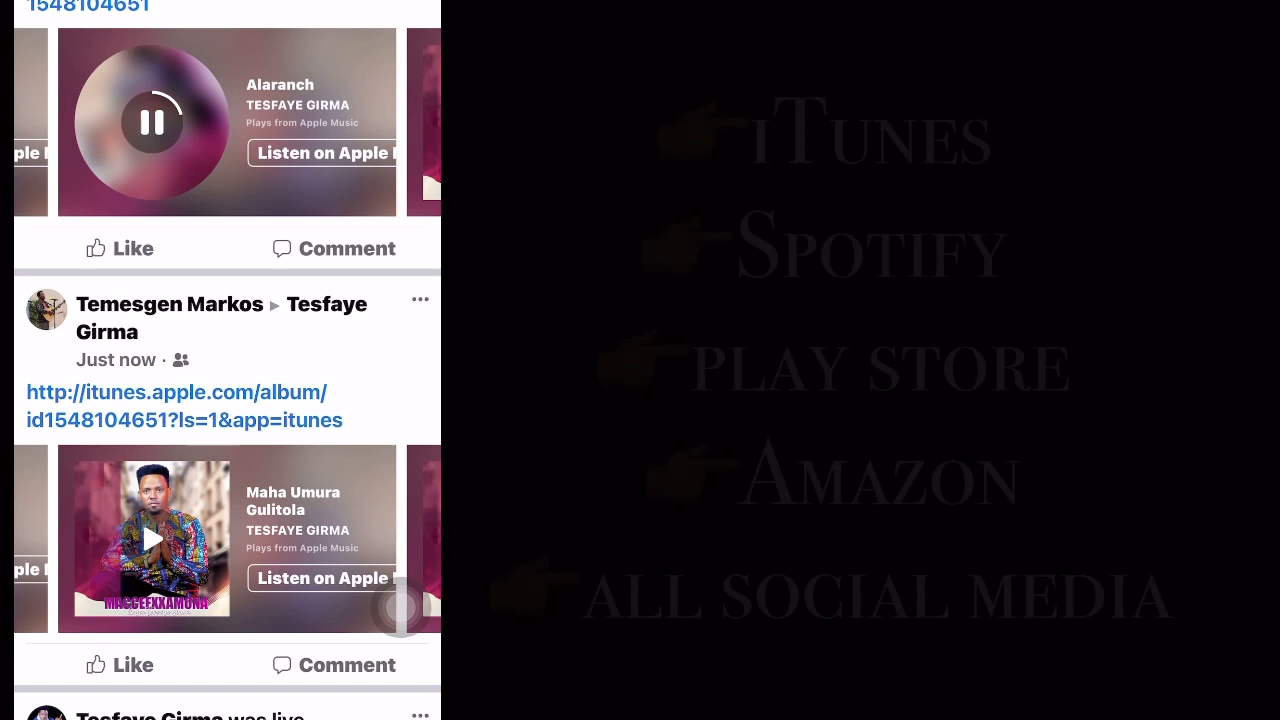 1548104651
Alaranch
TESFAYE GIRMA
Plays from Apple Music
ple
Listen on Apple
Like
Comment
Temesgen Markos ▸ Tesfaye
Girma
Just now ·
http://itunes.apple.com/album/
id1548104651?ls=1&app=itunes
Maha Umura
Gulitola
TESFAYE GIRMA
Plays from Apple Music
ple
Listen on Apple
Like
Comment
Tesfaye Girma was live
iTunes
Spotify
play store
Amazon
all social media